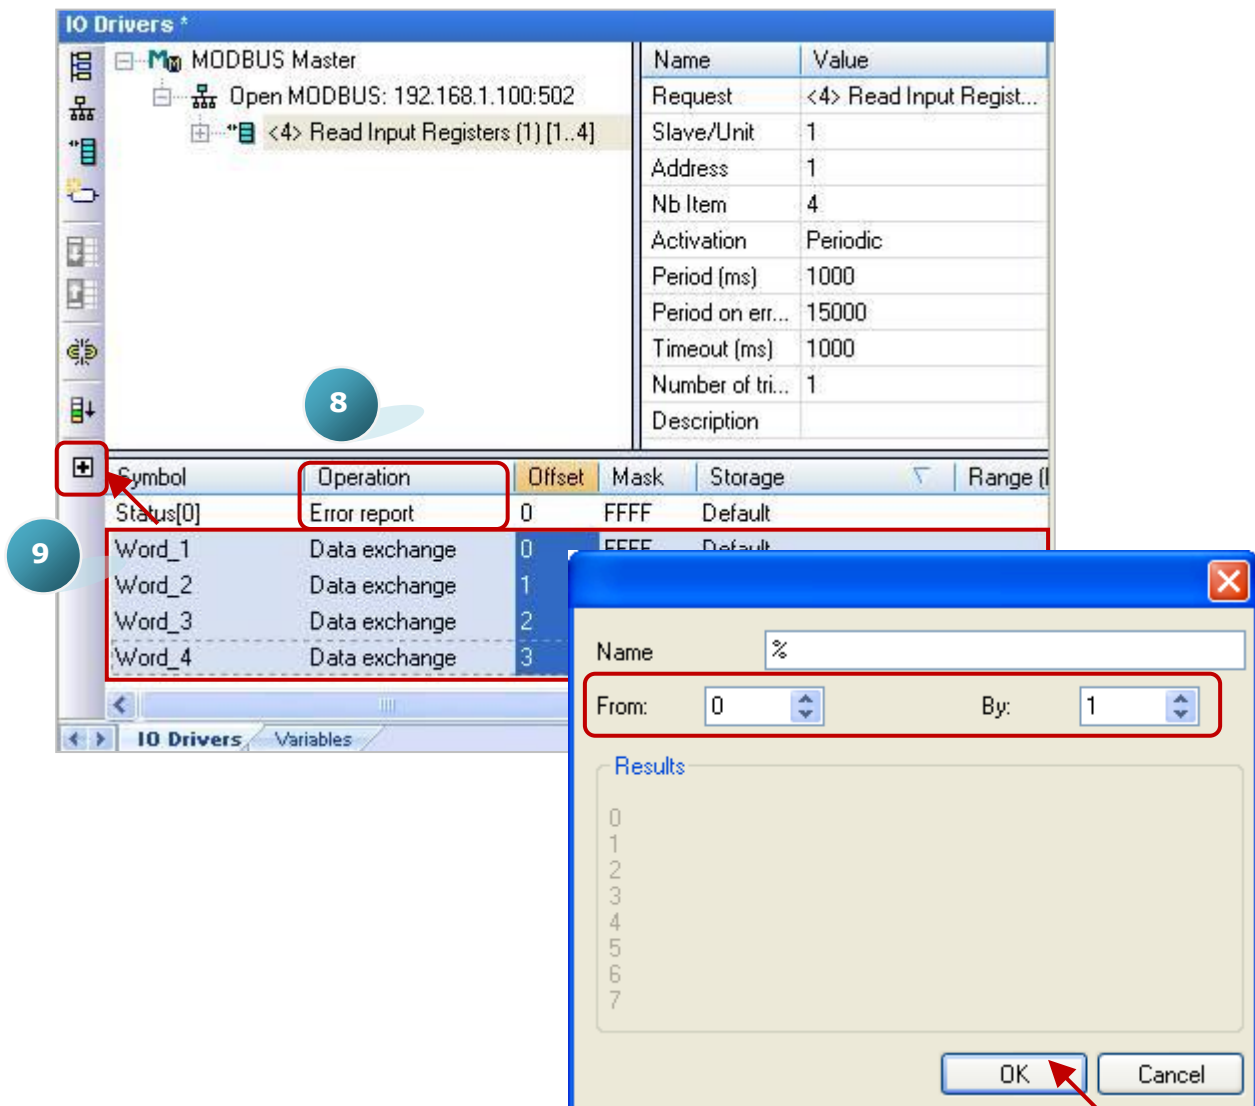 IO Drivers *
MODBUS Master
Open MODBUS: 192.168.1.100:502
<4> Read Input Registers (1) [1..4]
Name Value
Request <4> Read Input Regist...
Slave/Unit 1
Address 1
Nb Item 4
Activation Periodic
Period (ms) 1000
Period on err... 15000
Timeout (ms) 1000
Number of tri... 1
Description
8
Symbol Operation Offset Mask Storage Range (
Status[0] Error report 0 FFFF Default
9
Word_1 Data exchange 0 FFFF Default
Word_2 Data exchange 1
Word_3 Data exchange 2
Word_4 Data exchange 3
IO Drivers Variables
Name %
From: 0 By: 1
Results
0
1
2
3
4
5
6
7
OK Cancel